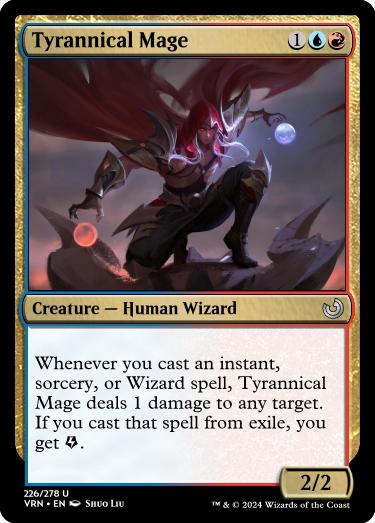 Tyrannical Mage 1
Creature — Human Wizard
Whenever you cast an instant,
sorcery, or Wizard spell, Tyrannical
Mage deals 1 damage to any target.
If you cast that spell from exile, you
get .
2/2
226/278 U
VRN • EN Shuo Liu
™ & © 2024 Wizards of the Coast